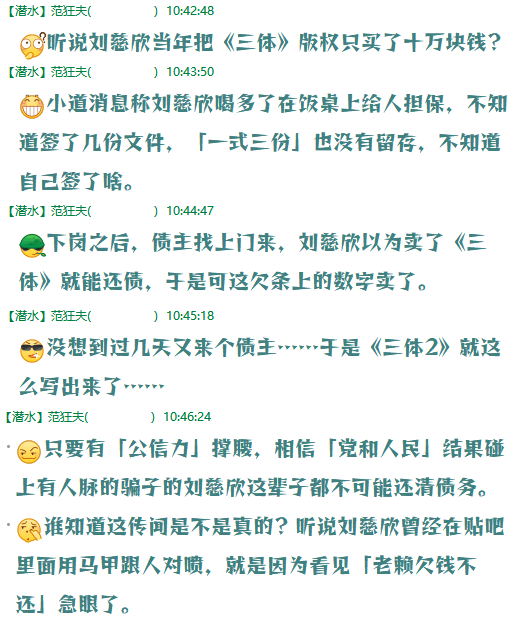 【潜水】范狂夫(                    ) 10:42:48
听说刘慈欣当年把《三体》版权只买了十万块钱？
【潜水】范狂夫(                    ) 10:43:50
小道消息称刘慈欣喝多了在饭桌上给人担保，不知
道签了几份文件，「一式三份」也没有留存，不知道
自己签了啥。
【潜水】范狂夫(                    ) 10:44:47
下岗之后，债主找上门来，刘慈欣以为卖了《三
体》就能还债，于是可这欠条上的数字卖了。
【潜水】范狂夫(                    ) 10:45:18
没想到过几天又来个债主……于是《三体2》就这
么写出来了……
【潜水】范狂夫(                    ) 10:46:24
只要有「公信力」撑腰，相信「党和人民」结果碰
上有人脉的骗子的刘慈欣这辈子都不可能还清债务。
谁知道这传闻是不是真的？听说刘慈欣曾经在贴吧
里面用马甲跟人对喷，就是因为看见「老赖欠钱不
还」急眼了。